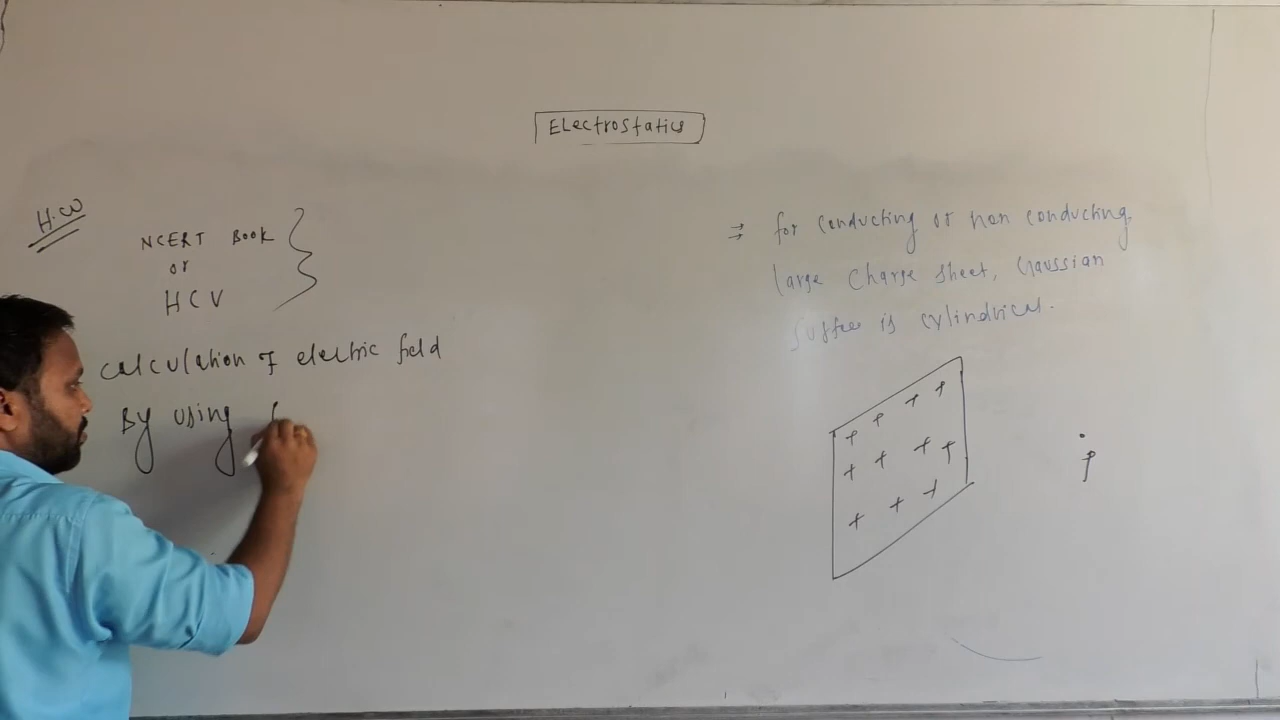 Electrostatics
H.W
NCERT Book
or
HCV
calculation of electric field
By using
⇒ for conducting or non conducting
large charge sheet, Gaussian
surface is cylindrical.
+ + + +
+ + + +
+ + +
P